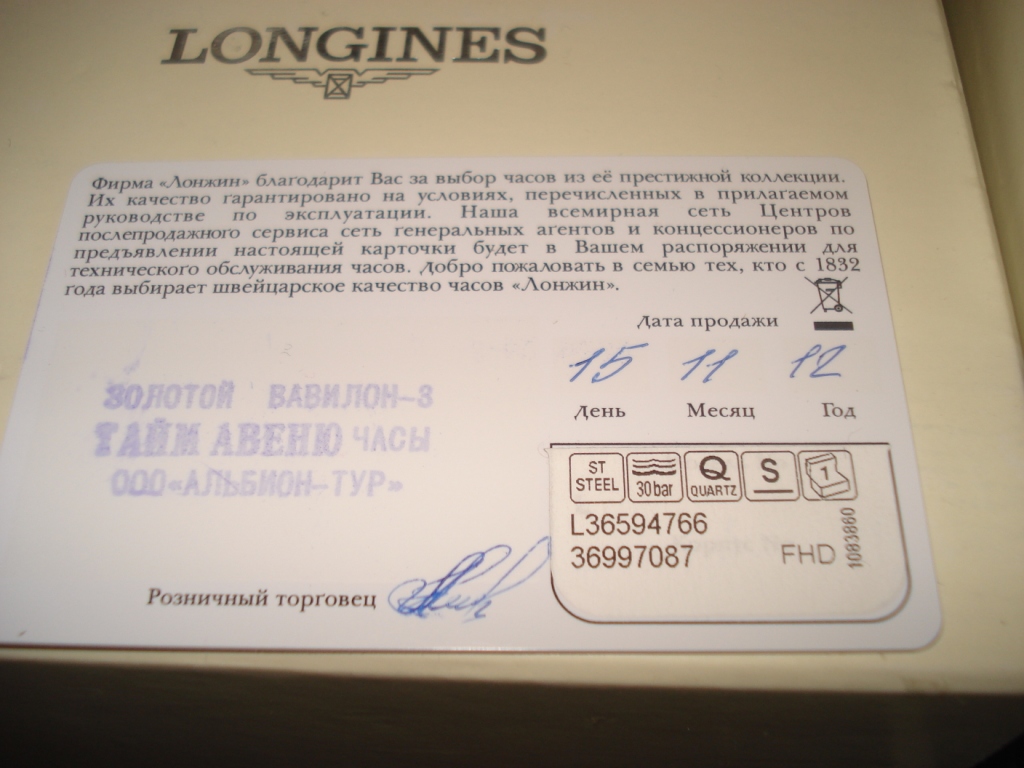 LONGINES
Фирма «Лонжин» благодарит Вас за выбор часов из её престижной коллекции.
Их качество гарантировано на условиях, перечисленных в прилагаемом
руководстве по эксплуатации. Наша всемирная сеть Центров
послепродажного сервиса сеть генеральных агентов и концессионеров по
предъявлении настоящей карточки будет в Вашем распоряжении для
технического обслуживания часов. Добро пожаловать в семью тех, кто с 1832
года выбирает швейцарское качество часов «Лонжин».
Дата продажи
15 11 12
День Месяц Год
ЗОЛОТОЙ ВАВИЛОН-3
ТАЙМ АВЕНЮ ЧАСЫ
ООО«АЛЬБИОН-ТУР»
ST STEEL 30 bar Q QUARTZ S 1
L36594766
36997087 FHD
1083860
Розничный торговец